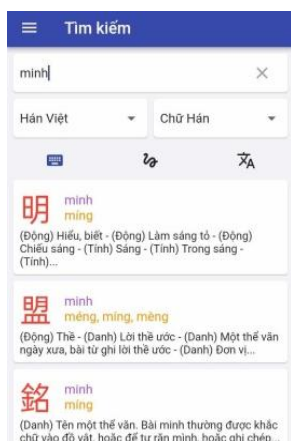 Tìm kiếm
minh
Hán Việt
Chữ Hán
明
minh
míng
(Động) Hiểu, biết - (Động) Làm sáng tỏ - (Động)
Chiếu sáng - (Tính) Sáng - (Tính) Trong sáng -
(Tính)...
盟
minh
méng, míng, mèng
(Động) Thề - (Danh) Lời thề ước - (Danh) Một thể văn
ngày xưa, bài từ ghi lời thề ước - (Danh) Đơn vị...
銘
minh
míng
(Danh) Tên một thể văn. Bài minh thường được khắc
chữ vào đồ vật, hoặc để tự răn mình, hoặc ghi chép...